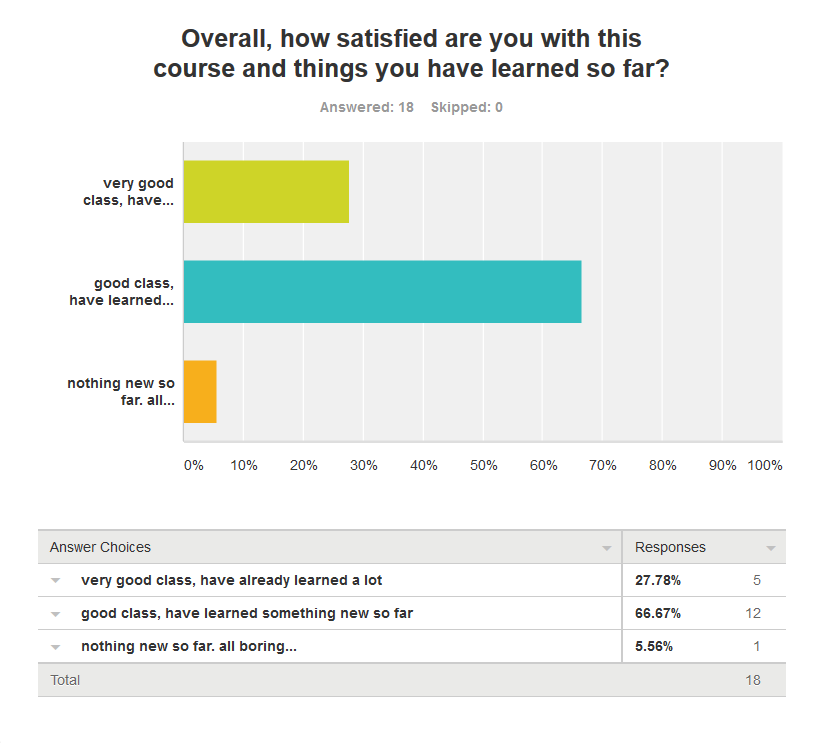 Overall, how satisfied are you with this
course and things you have learned so far?
Answered: 18 Skipped: 0
very good
class, have...
good class,
have learned...
nothing new so
far. all...
0% 10% 20% 30% 40% 50% 60% 70% 80% 90% 100%
Answer Choices Responses
very good class, have already learned a lot 27.78% 5
good class, have learned something new so far 66.67% 12
nothing new so far. all boring... 5.56% 1
Total 18